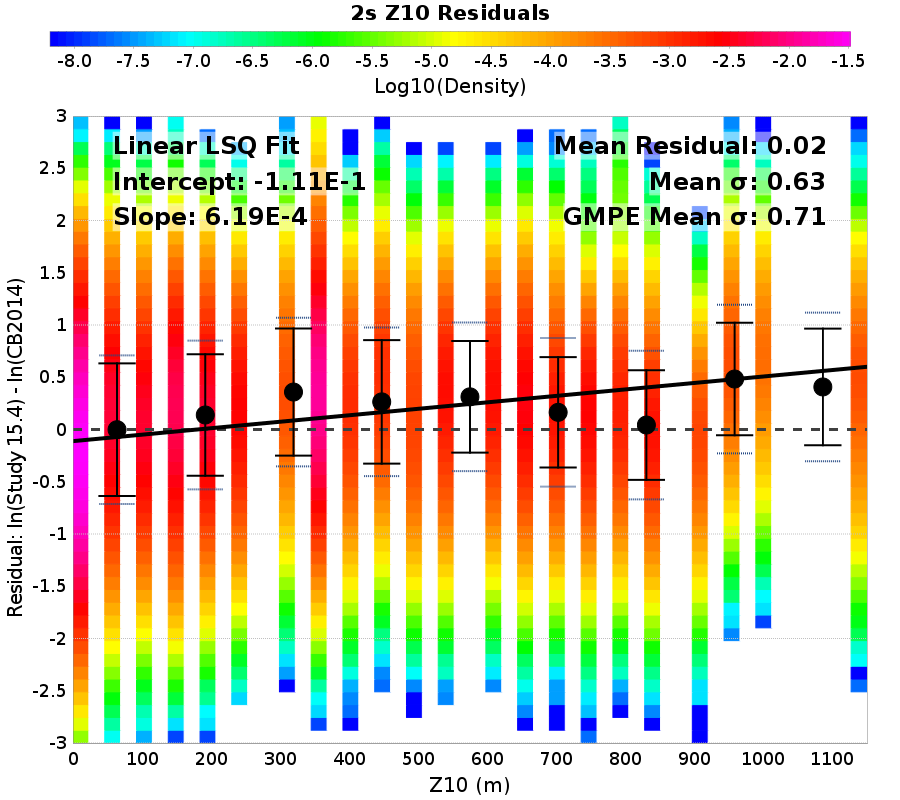 2s Z10 Residuals
-8.0 -7.5 -7.0 -6.5 -6.0 -5.5 -5.0 -4.5 -4.0 -3.5 -3.0 -2.5 -2.0 -1.5
Log10(Density)
Linear LSQ Fit
Intercept: -1.11E-1
Slope: 6.19E-4
Mean Residual: 0.02
Mean σ: 0.63
GMPE Mean σ: 0.71
Residual: ln(Study 15.4) - ln(CB2014)
3
2.5
2
1.5
1
0.5
0
-0.5
-1
-1.5
-2
-2.5
-3
0 100 200 300 400 500 600 700 800 900 1000 1100
Z10 (m)